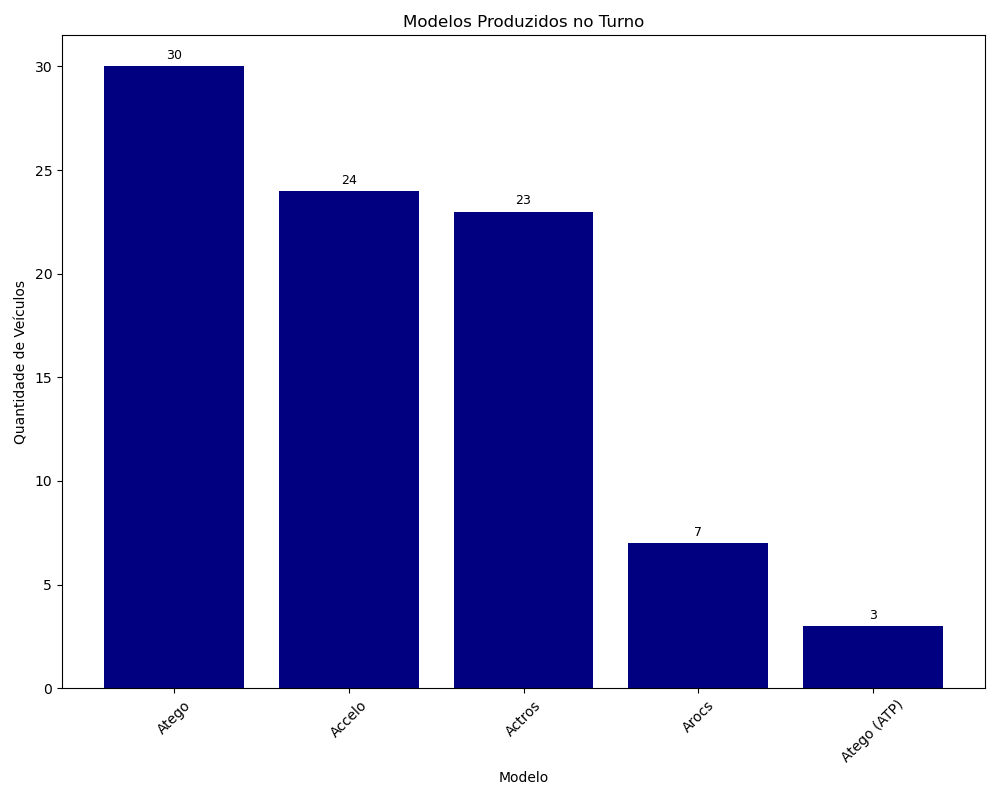 Modelos Produzidos no Turno
30
24
23
7
3
30
25
20
15
10
5
0
Quantidade de Veículos
Atego
Accelo
Actros
Arocs
Atego (ATP)
Modelo